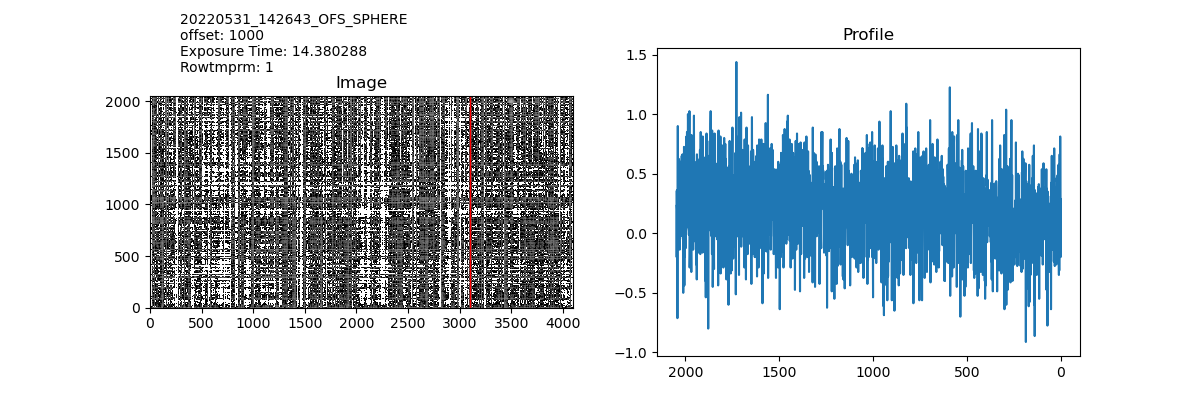 20220531_142643_OFS_SPHERE
offset: 1000
Exposure Time: 14.380288
Rowtmprm: 1
Image
2000
1500
1000
500
0
0 500 1000 1500 2000 2500 3000 3500 4000
Profile
1.5
1.0
0.5
0.0
−0.5
−1.0
2000 1500 1000 500 0